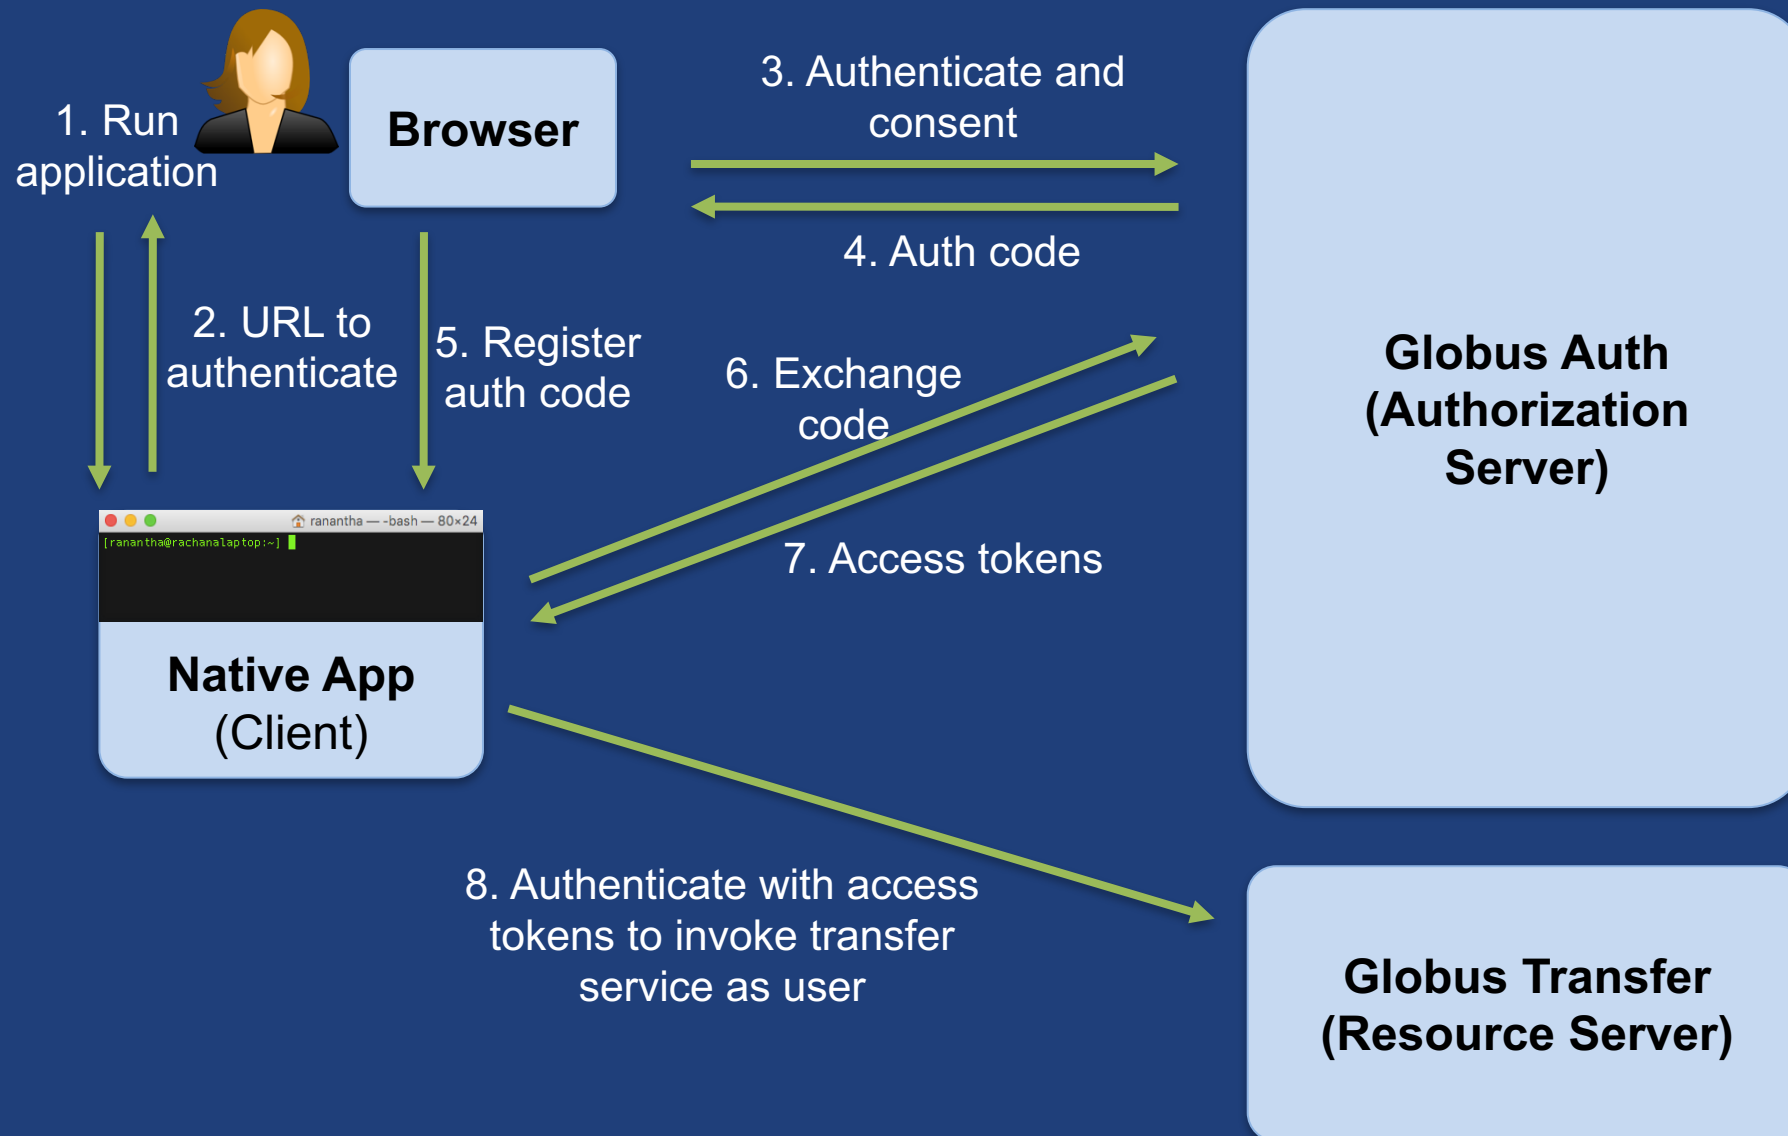 1. Run
application
Browser
3. Authenticate and
consent
4. Auth code
2. URL to
authenticate
5. Register
auth code
6. Exchange
code
7. Access tokens
Globus Auth
(Authorization
Server)
ranantha — -bash — 80×24
[ranantha@rachanalaptop:~]
Native App
(Client)
8. Authenticate with access
tokens to invoke transfer
service as user
Globus Transfer
(Resource Server)